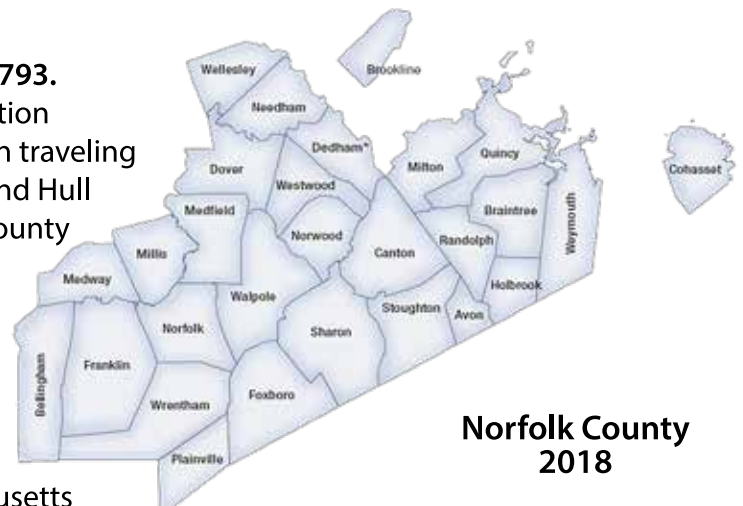 793.
tion
n traveling
nd Hull
ounty
usetts
Wellesley
Brookline
Needham
Dedham*
Dover
Westwood
Milton
Quincy
Cohasset
Medfield
Norwood
Braintree
Weymouth
Millis
Canton
Randolph
Medway
Walpole
Holbrook
Norfolk
Sharon
Stoughton
Avon
Bellingham
Franklin
Wrentham
Foxboro
Plainville
Norfolk County
2018